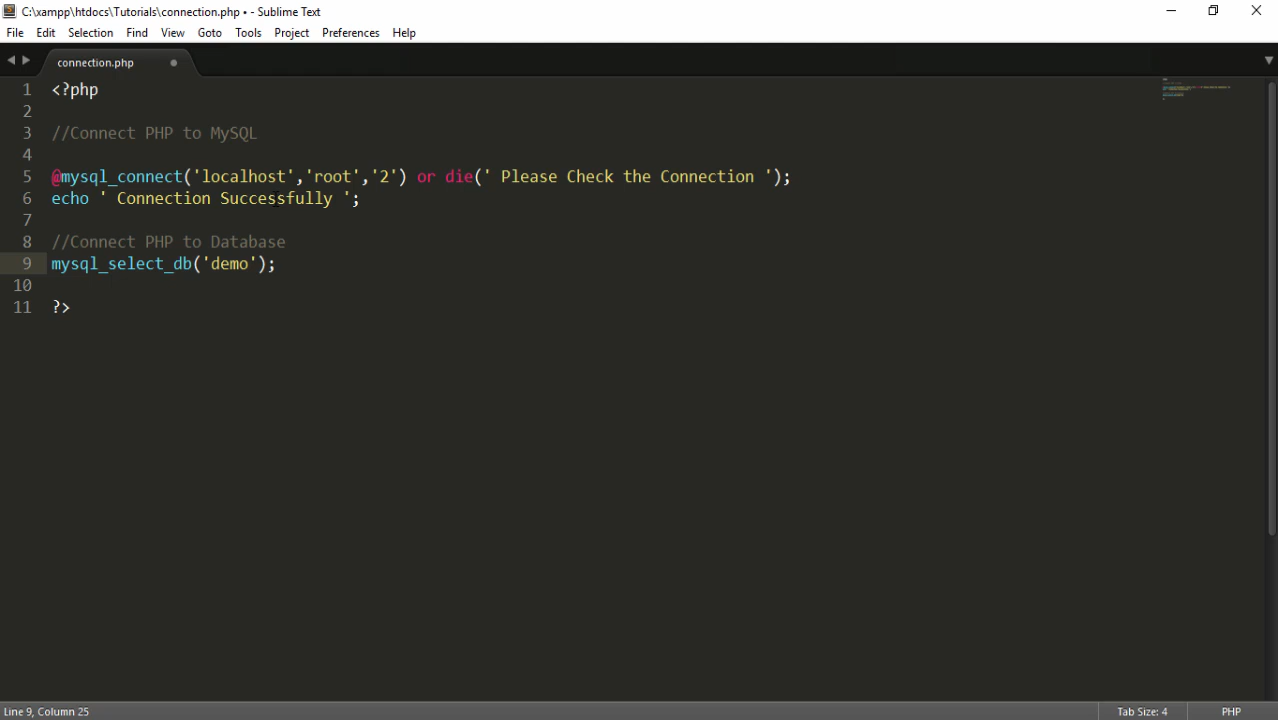 C:\xampp\htdocs\Tutorials\connection.php • - Sublime Text
File Edit Selection Find View Goto Tools Project Preferences Help
connection.php
1 <?php
2
3 //Connect PHP to MySQL
4
5 @mysql_connect('localhost','root','2') or die(' Please Check the Connection ');
6 echo ' Connection Successfully ';
7
8 //Connect PHP to Database
9 mysql_select_db('demo');
10
11 ?>
Line 9, Column 25 Tab Size: 4 PHP